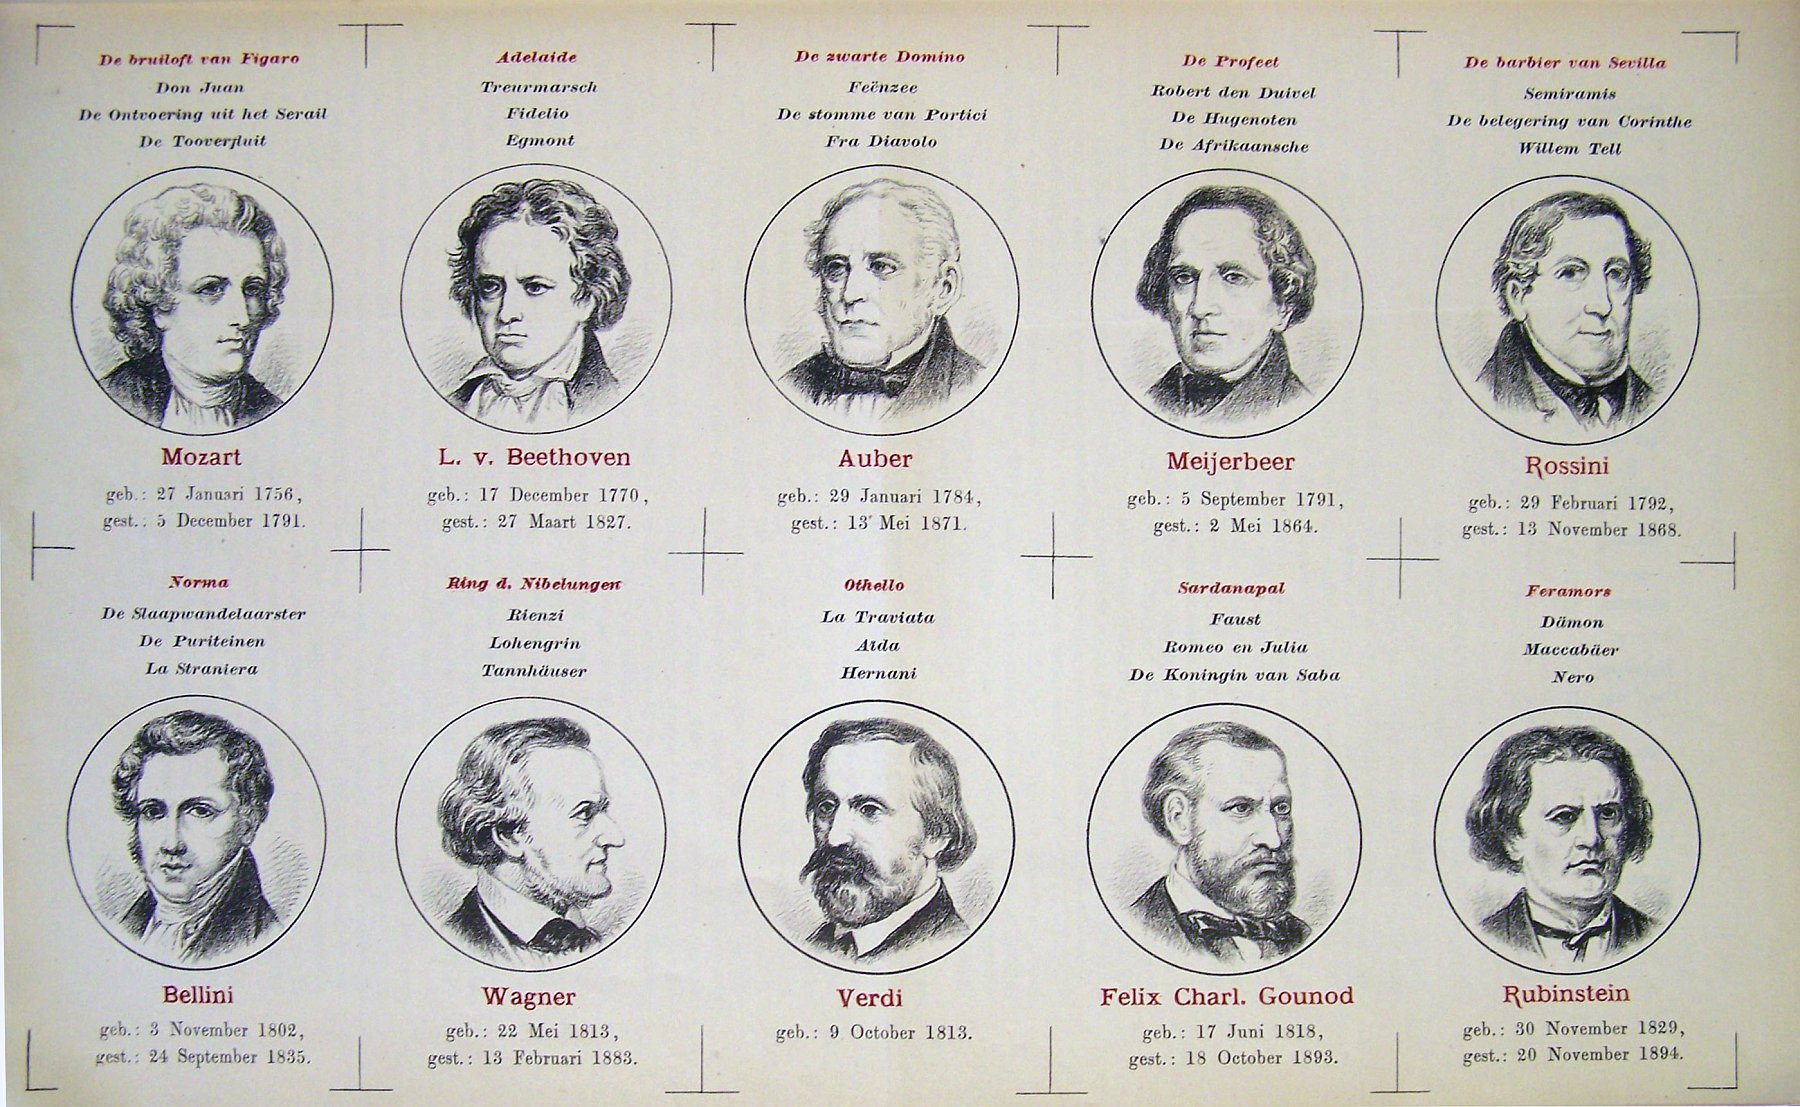 De bruiloft van Figaro
Don Juan
De Ontvoering uit het Serail
De Tooverfluit
Mozart
geb.: 27 Januari 1756,
gest.: 5 December 1791.
Adelaide
Treurmarsch
Fidelio
Egmont
L. v. Beethoven
geb.: 17 December 1770,
gest.: 27 Maart 1827.
De zwarte Domino
Feënzee
De stomme van Portici
Fra Diavolo
Auber
geb.: 29 Januari 1784,
gest.: 13 Mei 1871.
De Profeet
Robert den Duivel
De Hugenoten
De Afrikaansche
Meijerbeer
geb.: 5 September 1791,
gest.: 2 Mei 1864.
De barbier van Sevilla
Semiramis
De belegering van Corinthe
Willem Tell
Rossini
geb.: 29 Februari 1792,
gest.: 13 November 1868.
Norma
De Slaapwandelaarster
De Puriteinen
La Straniera
Bellini
geb.: 3 November 1802,
gest.: 24 September 1835.
Ring d. Nibelungen
Rienzi
Lohengrin
Tannhäuser
Wagner
geb.: 22 Mei 1813,
gest.: 13 Februari 1883.
Othello
La Traviata
Aïda
Hernani
Verdi
geb.: 9 October 1813.
Sardanapal
Faust
Romeo en Julia
De Koningin van Saba
Felix Charl. Gounod
geb.: 17 Juni 1818,
gest.: 18 October 1893.
Feramors
Dämon
Maccabäer
Nero
Rubinstein
geb.: 30 November 1829,
gest.: 20 November 1894.